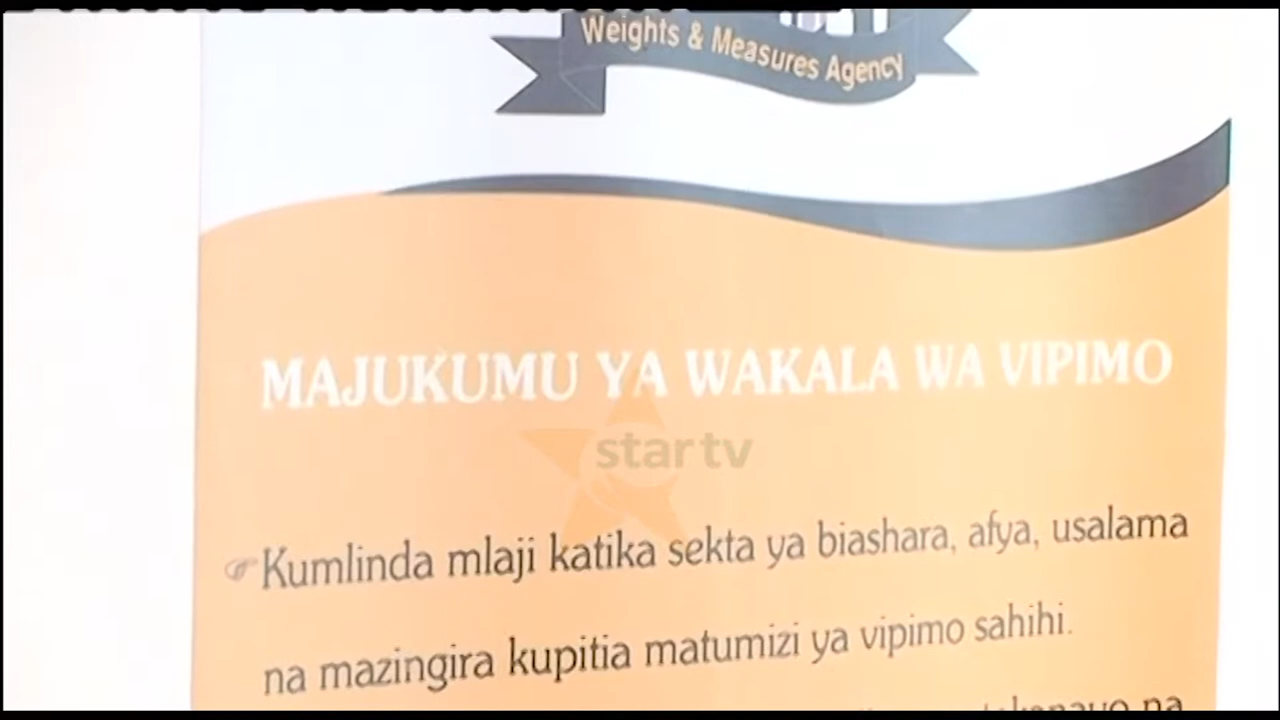 Weights & Measures Agency
MAJUKUMU YA WAKALA WA VIPIMO
star tv
Kumlinda mlaji katika sekta ya biashara, afya, usalama
na mazingira kupitia matumizi ya vipimo sahihi.
na